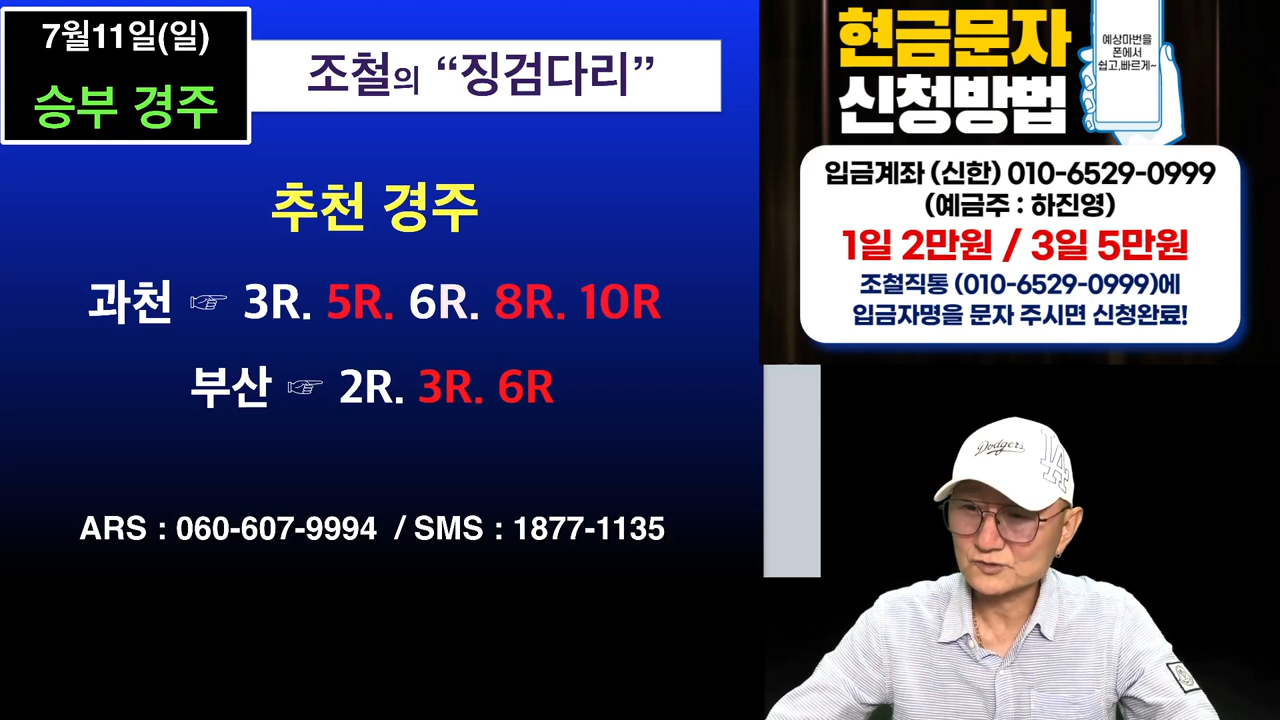 7월11일(일)
승부 경주
조철의 “징검다리”
추천 경주
과천 ☞ 3R. 5R. 6R. 8R. 10R
부산 ☞ 2R. 3R. 6R
ARS : 060-607-9994 / SMS : 1877-1135
현금문자
신청방법
예상마번을
폰에서
쉽고,빠르게~
입금계좌 (신한) 010-6529-0999
(예금주 : 하진영)
1일 2만원 / 3일 5만원
조철직통 (010-6529-0999)에
입금자명을 문자 주시면 신청완료!
Dodgers
LA